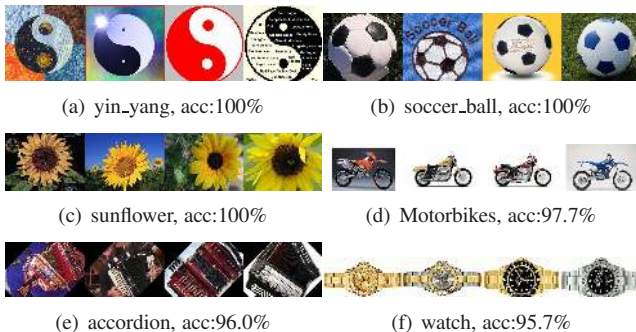 Soccer Ball
(a) yin_yang, acc:100%
(b) soccer_ball, acc:100%
(c) sunflower, acc:100%
(d) Motorbikes, acc:97.7%
(e) accordion, acc:96.0%
(f) watch, acc:95.7%